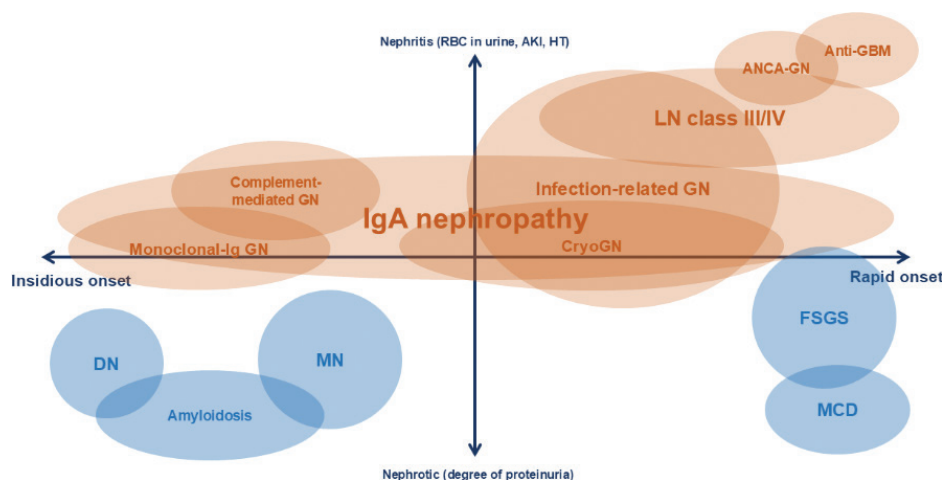 Nephritis (RBC in urine, AKI, HT)
Anti-GBM
ANCA-GN
LN class III/IV
Complement-
mediated GN
Infection-related GN
IgA nephropathy
Monoclonal-Ig GN
CryoGN
Insidious onset
Rapid onset
FSGS
DN
MN
MCD
Amyloidosis
Nephrotic (degree of proteinuria)